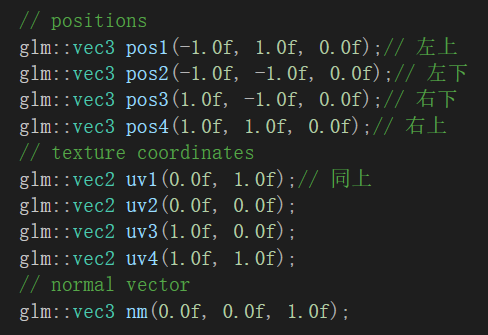 // positions
glm::vec3 pos1(-1.0f, 1.0f, 0.0f);// 左上
glm::vec3 pos2(-1.0f, -1.0f, 0.0f);// 左下
glm::vec3 pos3(1.0f, -1.0f, 0.0f);// 右下
glm::vec3 pos4(1.0f, 1.0f, 0.0f);// 右上
// texture coordinates
glm::vec2 uv1(0.0f, 1.0f);// 同上
glm::vec2 uv2(0.0f, 0.0f);
glm::vec2 uv3(1.0f, 0.0f);
glm::vec2 uv4(1.0f, 1.0f);
// normal vector
glm::vec3 nm(0.0f, 0.0f, 1.0f);